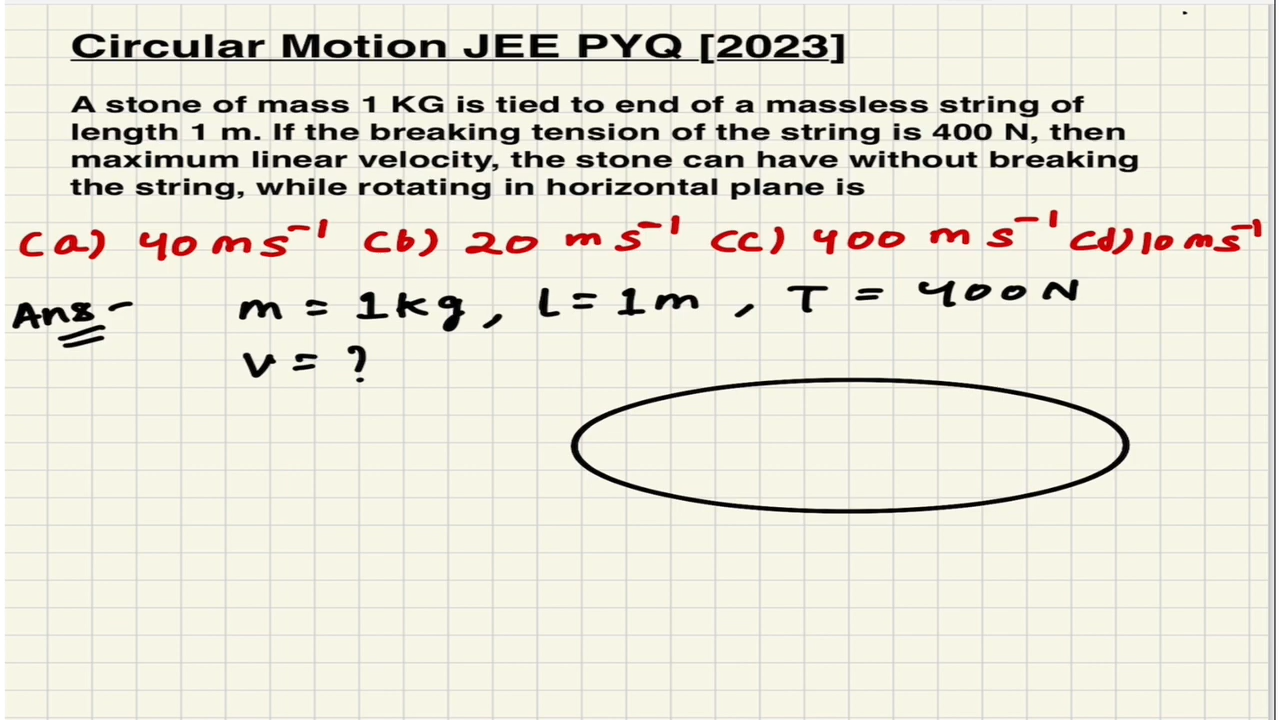 Circular Motion JEE PYQ [2023]
A stone of mass 1 KG is tied to end of a massless string of
length 1 m. If the breaking tension of the string is 400 N, then
maximum linear velocity, the stone can have without breaking
the string, while rotating in horizontal plane is
(a) 40 ms⁻¹ (b) 20 ms⁻¹ (c) 400 ms⁻¹ (d) 10 ms⁻¹
Ans - m = 1kg, L = 1m, T = 400N
v = ?